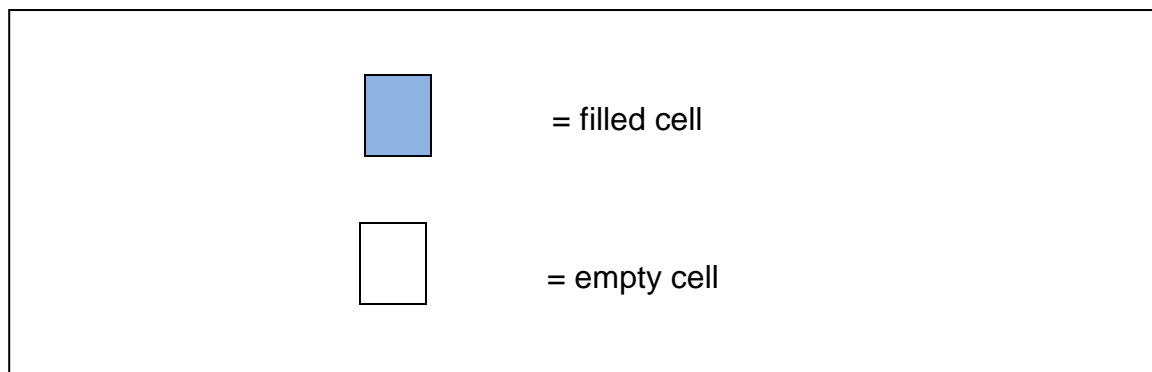 = filled cell
= empty cell